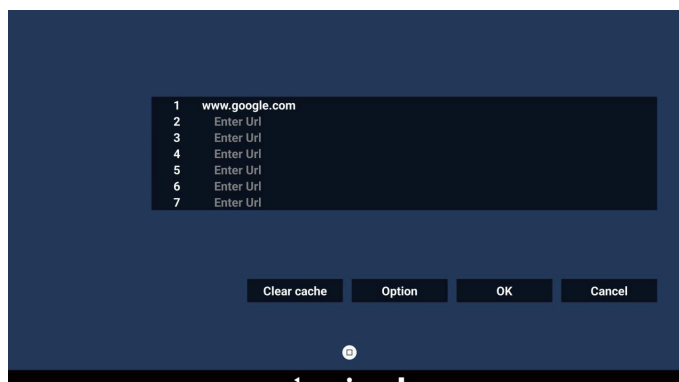 1 www.google.com
2 Enter Url
3 Enter Url
4 Enter Url
5 Enter Url
6 Enter Url
7 Enter Url
Clear cache Option OK Cancel